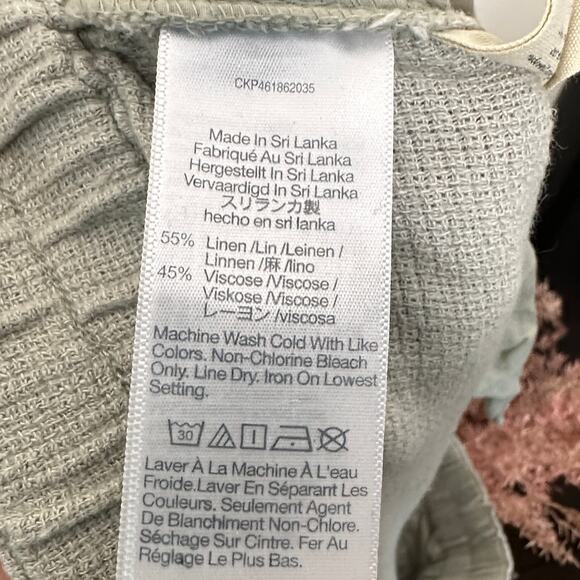 CKP461862035
Made In Sri Lanka
Fabriqué Au Sri Lanka
Hergestellt In Sri Lanka
Vervaardigd In Sri Lanka
スリランカ製
hecho en sri lanka
55% Linen /Lin /Leinen /
Linnen /麻 /lino
45% Viscose /Viscose /
Viskose /Viscose /
レーヨン /viscosa
Machine Wash Cold With Like
Colors. Non-Chlorine Bleach
Only. Line Dry. Iron On Lowest
Setting.
30
Laver À La Machine À L'eau
Froide.Laver En Séparant Les
Couleurs. Seulement Agent
De Blanchiment Non-Chlore.
Séchage Sur Cintre. Fer Au
Réglage Le Plus Bas.